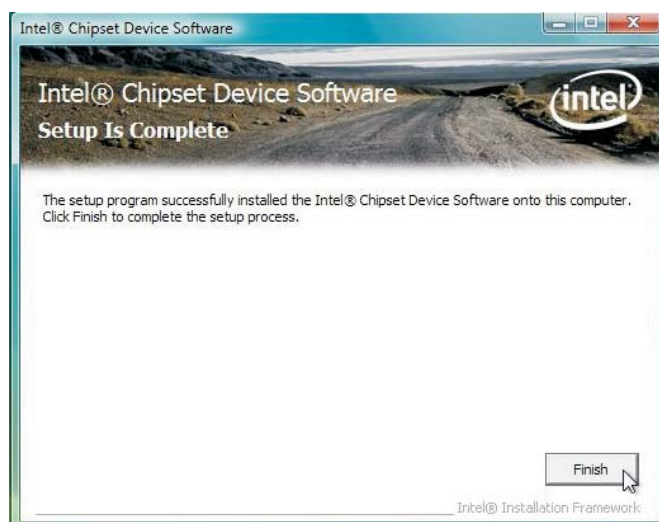 Intel® Chipset Device Software
Intel® Chipset Device Software
intel®
Setup Is Complete
The setup program successfully installed the Intel® Chipset Device Software onto this computer.
Click Finish to complete the setup process.
Finish
Intel® Installation Framework